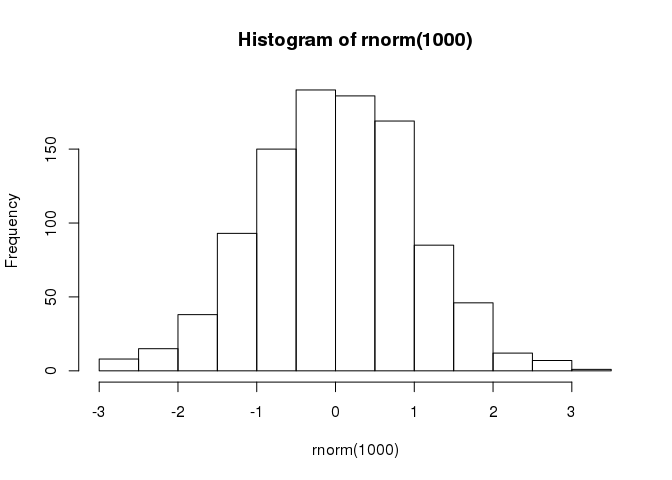 Histogram of rnorm(1000)
Frequency
150
100
50
0
-3 -2 -1 0 1 2 3
rnorm(1000)